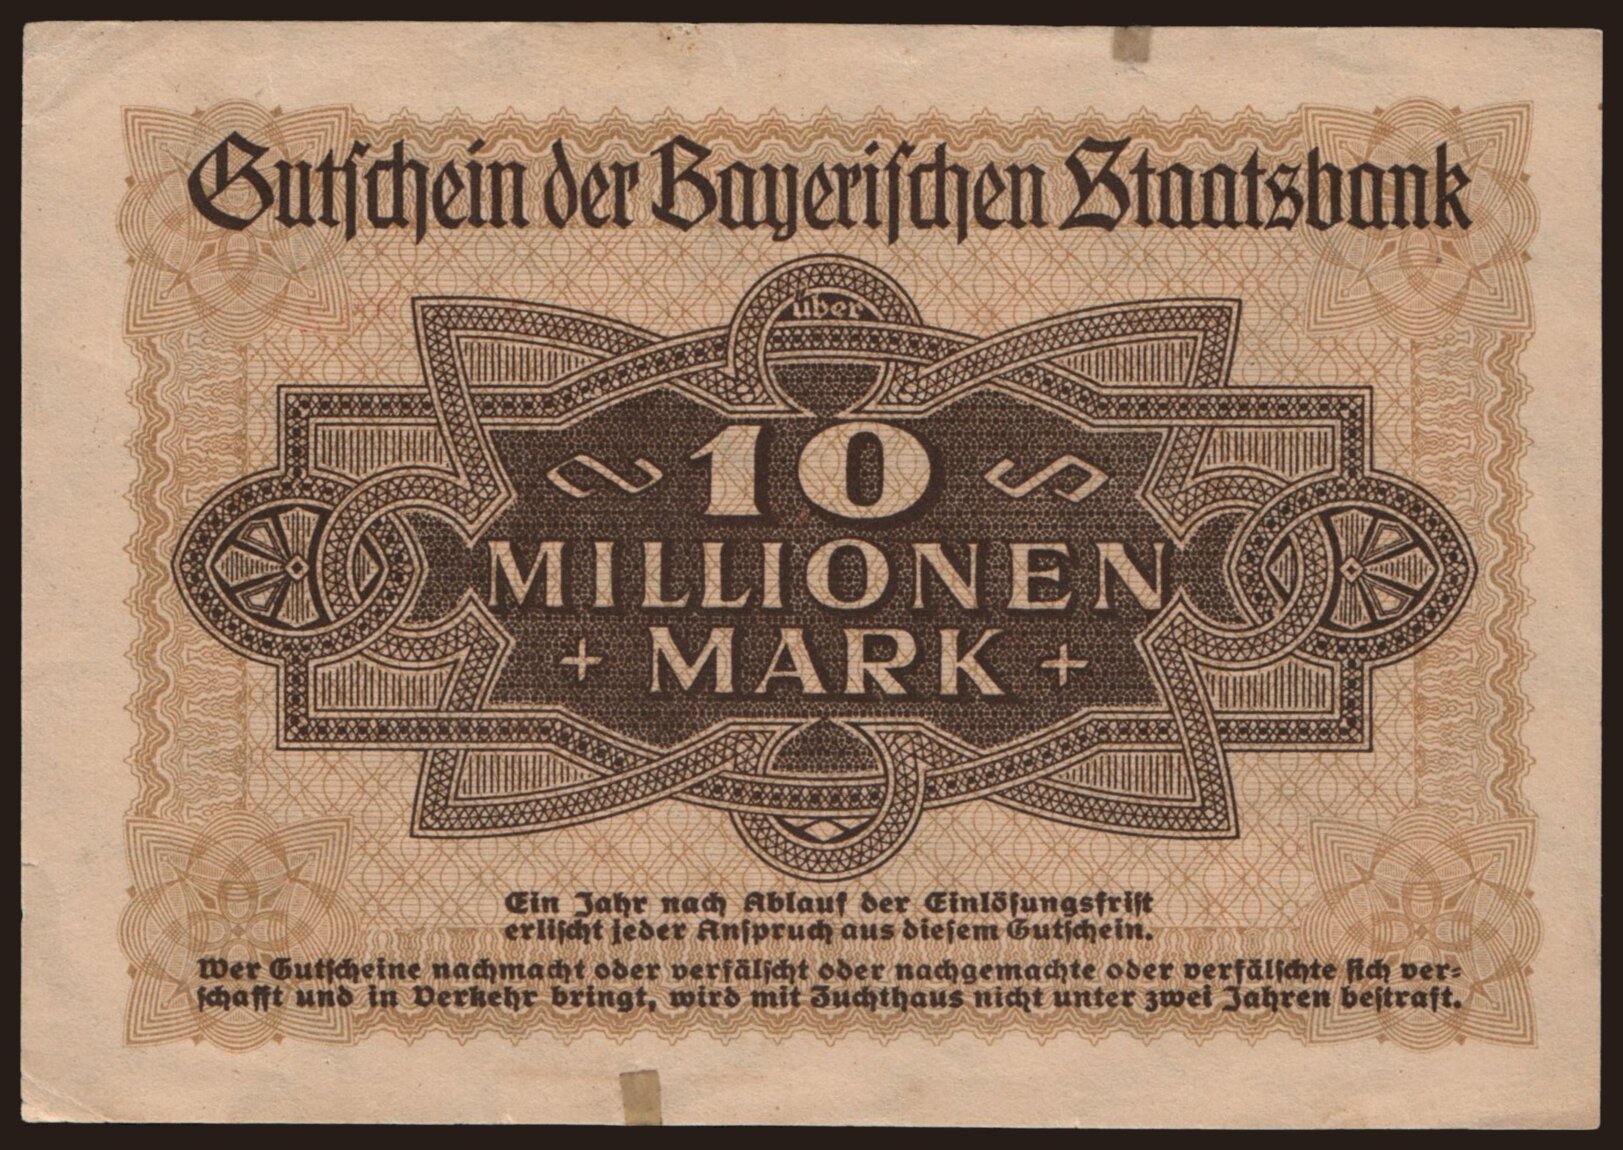 Gutschein der Bayerischen Staatsbank
über
10
MILLIONEN
+ MARK +
Ein Jahr nach Ablauf der Einlösungsfrist
erlischt jeder Anspruch aus diesem Gutschein.
Wer Gutscheine nachmacht oder verfälscht oder nachgemachte oder verfälschte sich ver=
schafft und in Verkehr bringt, wird mit Zuchthaus nicht unter zwei Jahren bestraft.